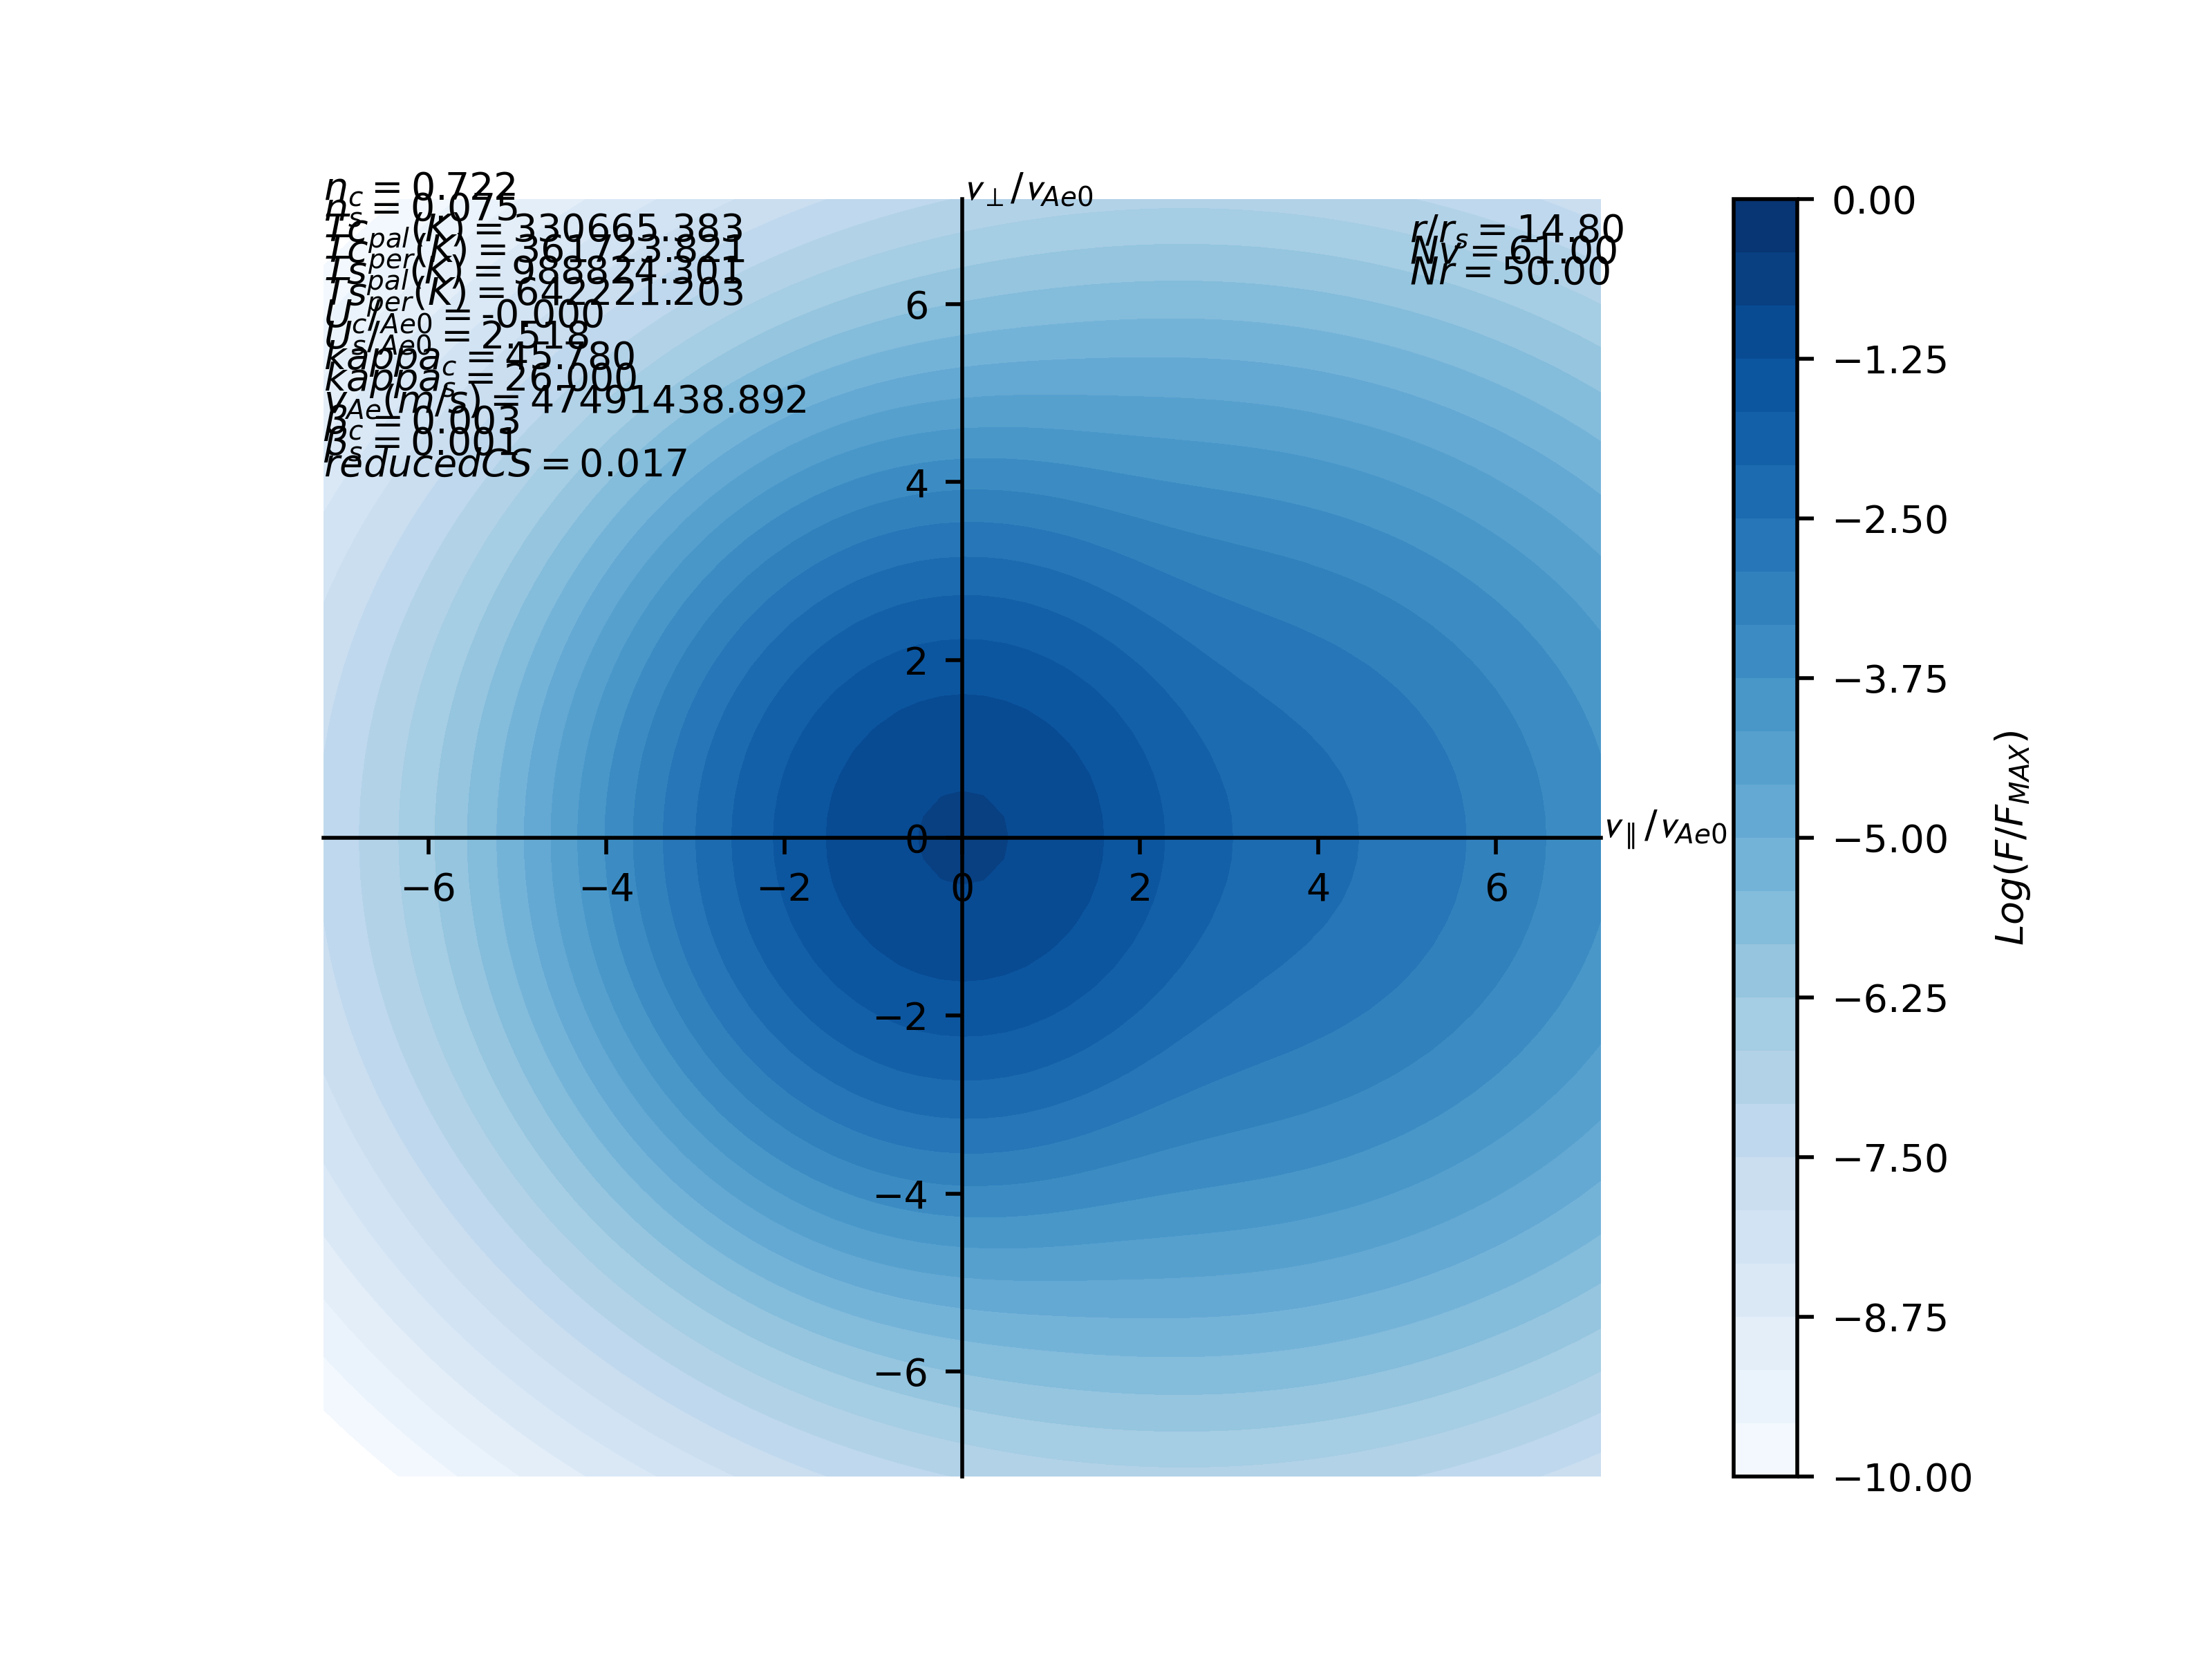 n_c = 0.722
n_s = 0.075
Tc_pal(K) = 330665.383
Tc_per(K) = 361723.821
Ts_pal(K) = 988824.301
Ts_per(K) = 642221.203
U_c/Ae0 = -0.000
U_s/Ae0 = 2.518
kappa_c = 45.780
kappa_s = 26.000
v_Ae(m/s) = 47491438.892
β_c = 0.003
β_s = 0.001
reducedCS = 0.017
v_⊥/v_Ae0
r/r_s = 14.80
Nv = 61.00
Nr = 50.00
6
4
2
0
−2
−4
−6
−6
−4
−2
0
2
4
6
v_∥/v_Ae0
0.00
−1.25
−2.50
−3.75
−5.00
−6.25
−7.50
−8.75
−10.00
Log(F/F_MAX)